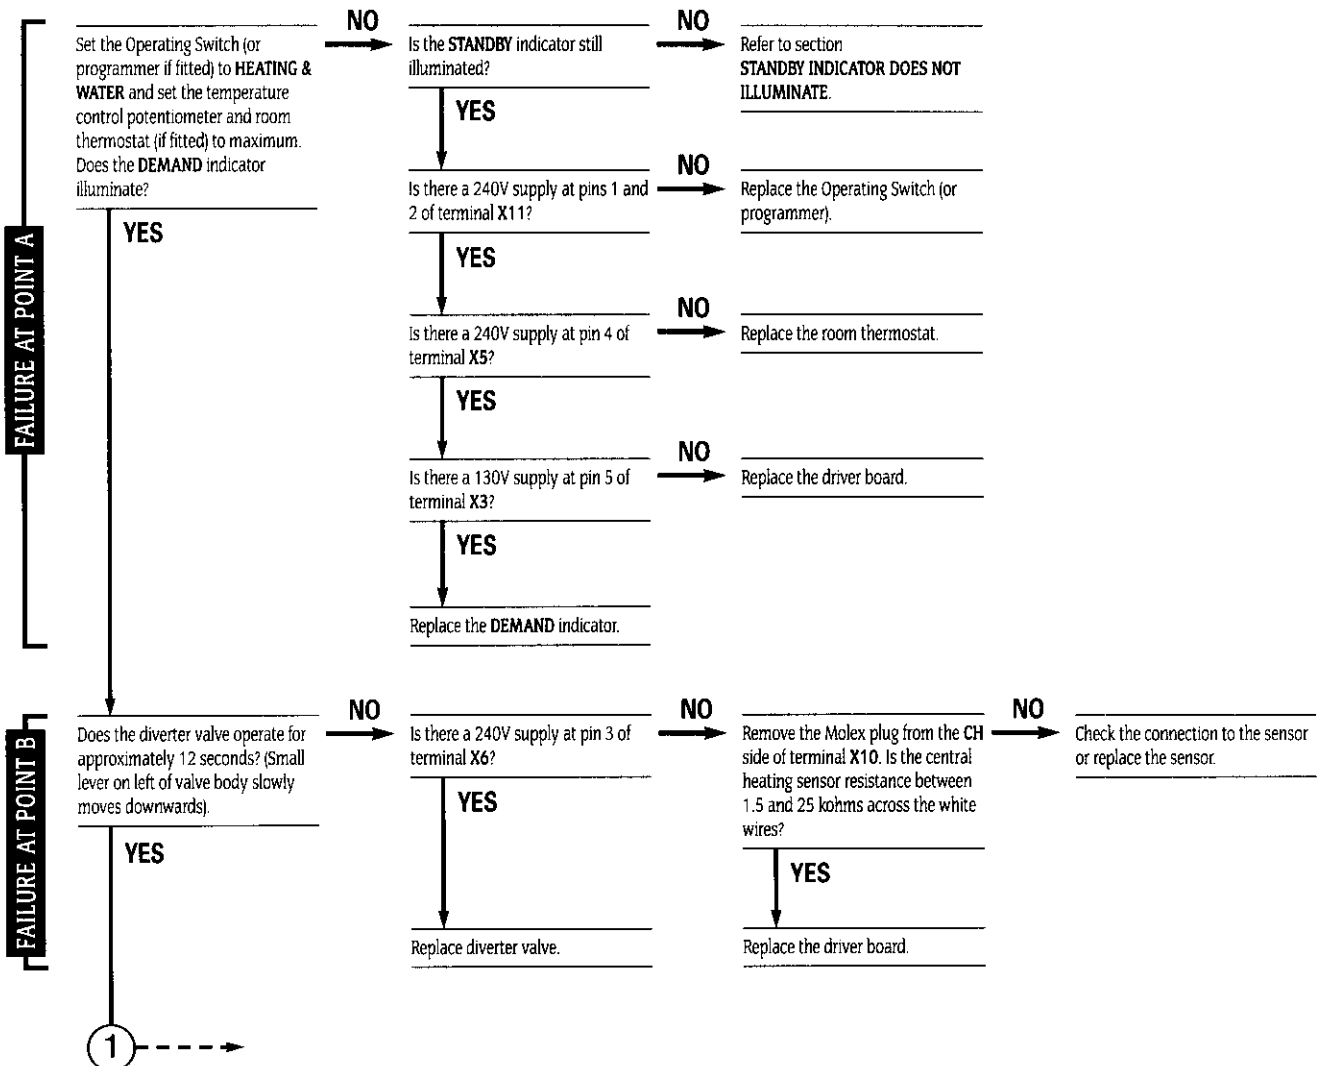 FAILURE AT POINT A
Set the Operating Switch (or
programmer if fitted) to HEATING &
WATER and set the temperature
control potentiometer and room
thermostat (if fitted) to maximum.
Does the DEMAND indicator
illuminate?
NO
Is the STANDBY indicator still
illuminated?
NO
Refer to section
STANDBY INDICATOR DOES NOT
ILLUMINATE.
YES
Is there a 240V supply at pins 1 and
2 of terminal X11?
NO
Replace the Operating Switch (or
programmer).
YES
YES
Is there a 240V supply at pin 4 of
terminal X5?
NO
Replace the room thermostat.
YES
Is there a 130V supply at pin 5 of
terminal X3?
NO
Replace the driver board.
YES
Replace the DEMAND indicator.
FAILURE AT POINT B
Does the diverter valve operate for
approximately 12 seconds? (Small
lever on left of valve body slowly
moves downwards).
NO
Is there a 240V supply at pin 3 of
terminal X6?
NO
Remove the Molex plug from the CH
side of terminal X10. Is the central
heating sensor resistance between
1.5 and 25 kohms across the white
wires?
NO
Check the connection to the sensor
or replace the sensor.
YES
YES
YES
Replace diverter valve.
Replace the driver board.
1